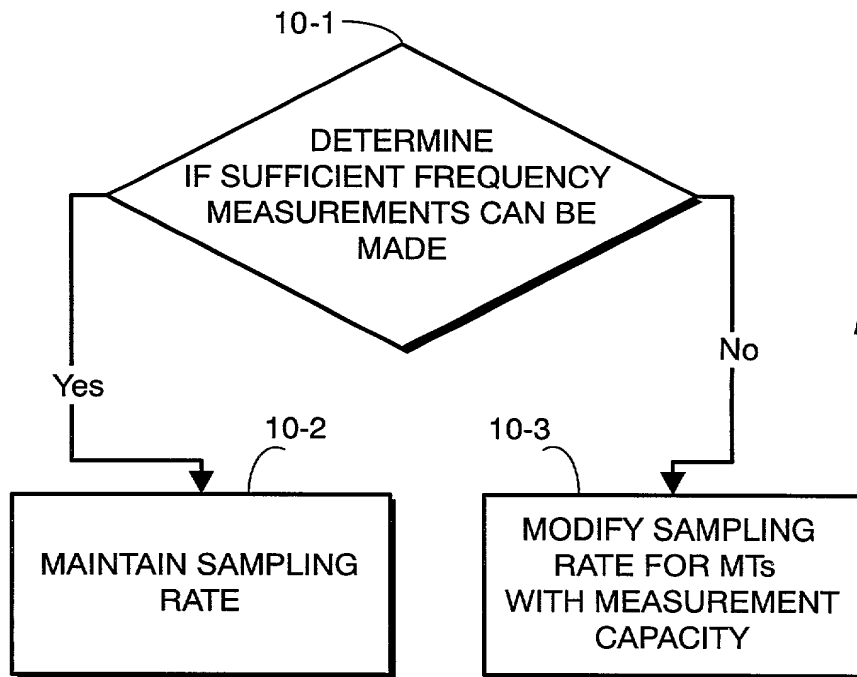 10-1
DETERMINE
IF SUFFICIENT FREQUENCY
MEASUREMENTS CAN BE
MADE
Yes
No
10-2
10-3
MAINTAIN SAMPLING
RATE
MODIFY SAMPLING
RATE FOR MTs
WITH MEASUREMENT
CAPACITY